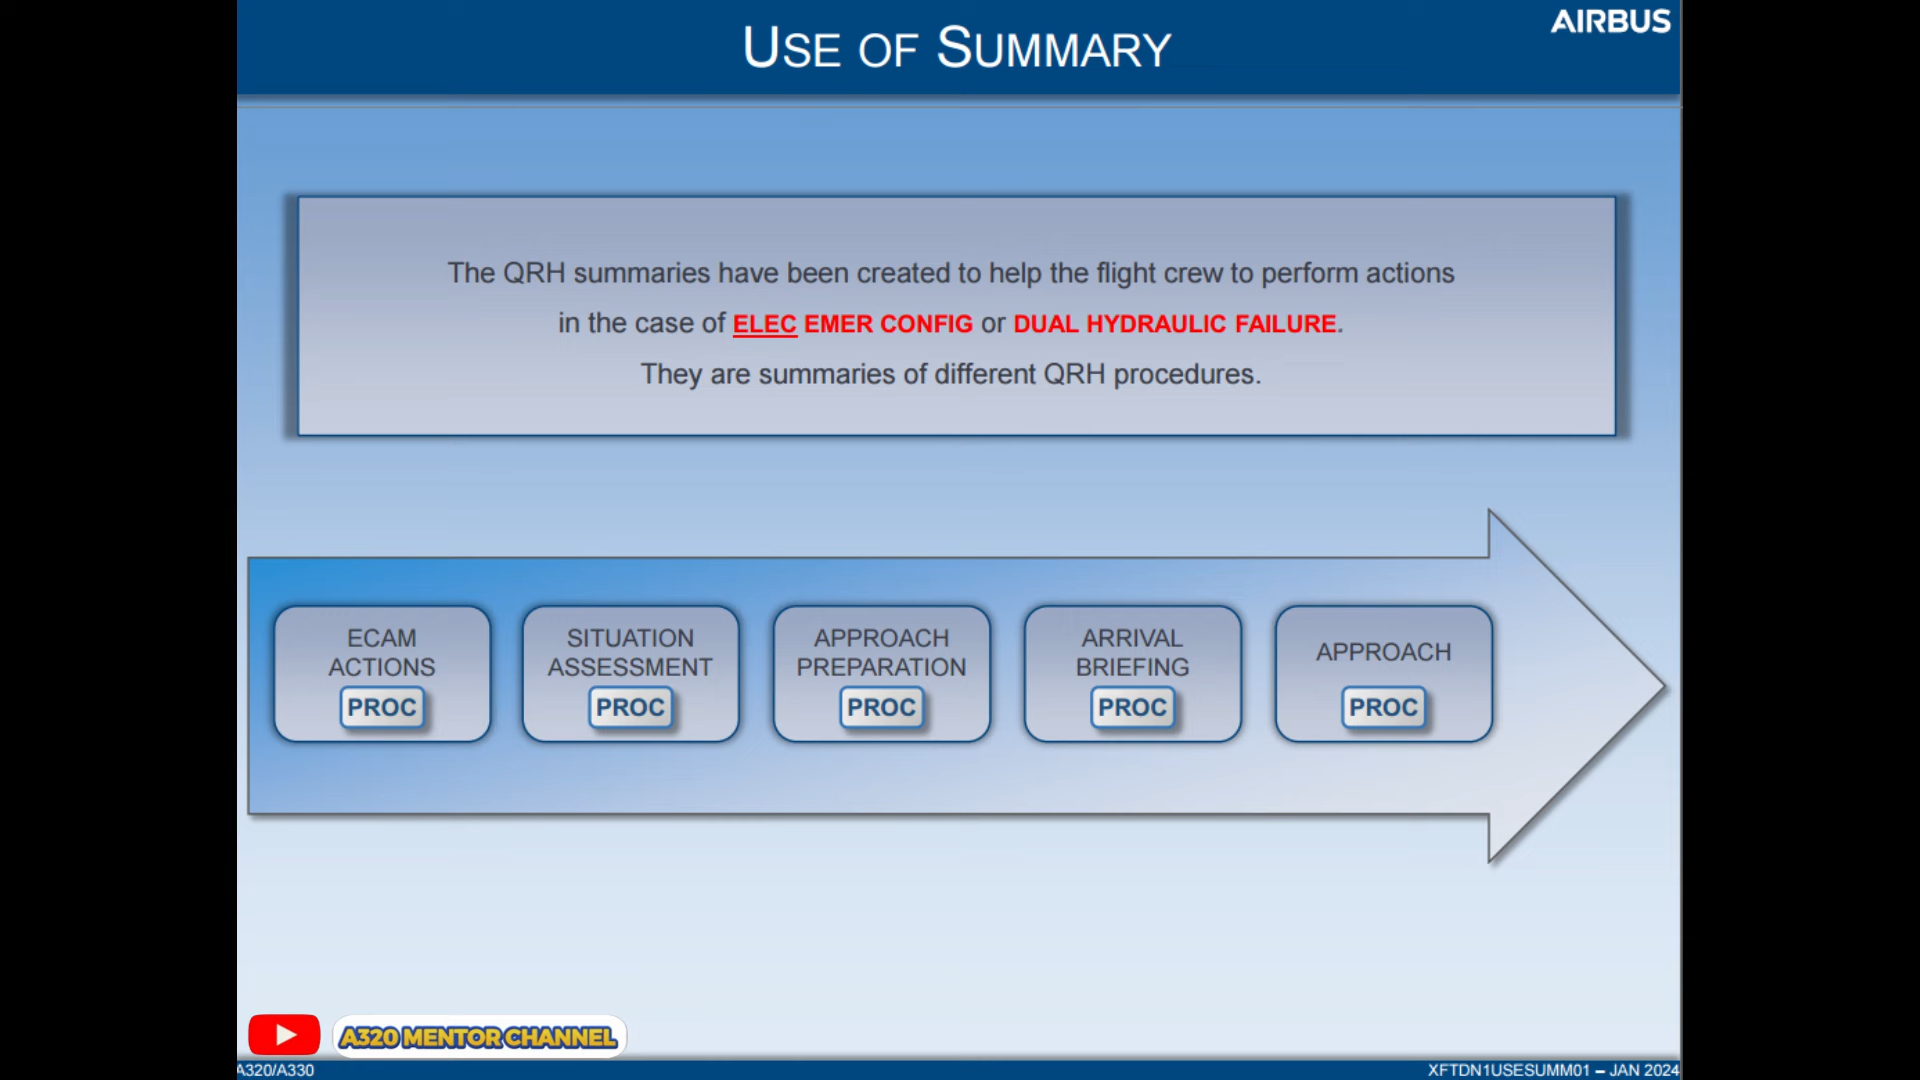 USE OF SUMMARY
AIRBUS
The QRH summaries have been created to help the flight crew to perform actions
in the case of ELEC EMER CONFIG or DUAL HYDRAULIC FAILURE.
They are summaries of different QRH procedures.
ECAM
ACTIONS
PROC
SITUATION
ASSESSMENT
PROC
APPROACH
PREPARATION
PROC
ARRIVAL
BRIEFING
PROC
APPROACH
PROC
A320 MENTOR CHANNEL
A320/A330
XFTDN1USESUMM01 – JAN 2024